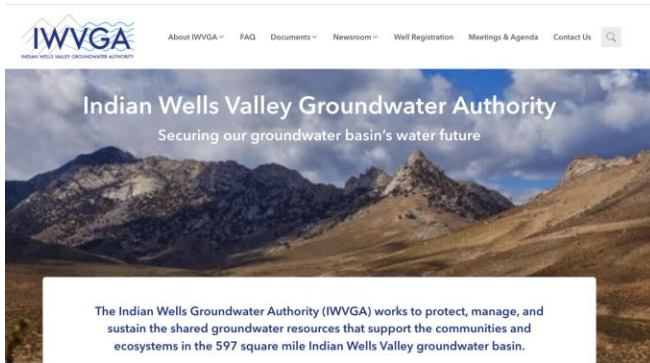 IWVGA
INDIAN WELLS VALLEY GROUNDWATER AUTHORITY
About IWVGA
FAQ
Documents
Newsroom
Well Registration
Meetings & Agenda
Contact Us
Indian Wells Valley Groundwater Authority
Securing our groundwater basin's water future
The Indian Wells Groundwater Authority (IWVGA) works to protect, manage, and
sustain the shared groundwater resources that support the communities and
ecosystems in the 597 square mile Indian Wells Valley groundwater basin.